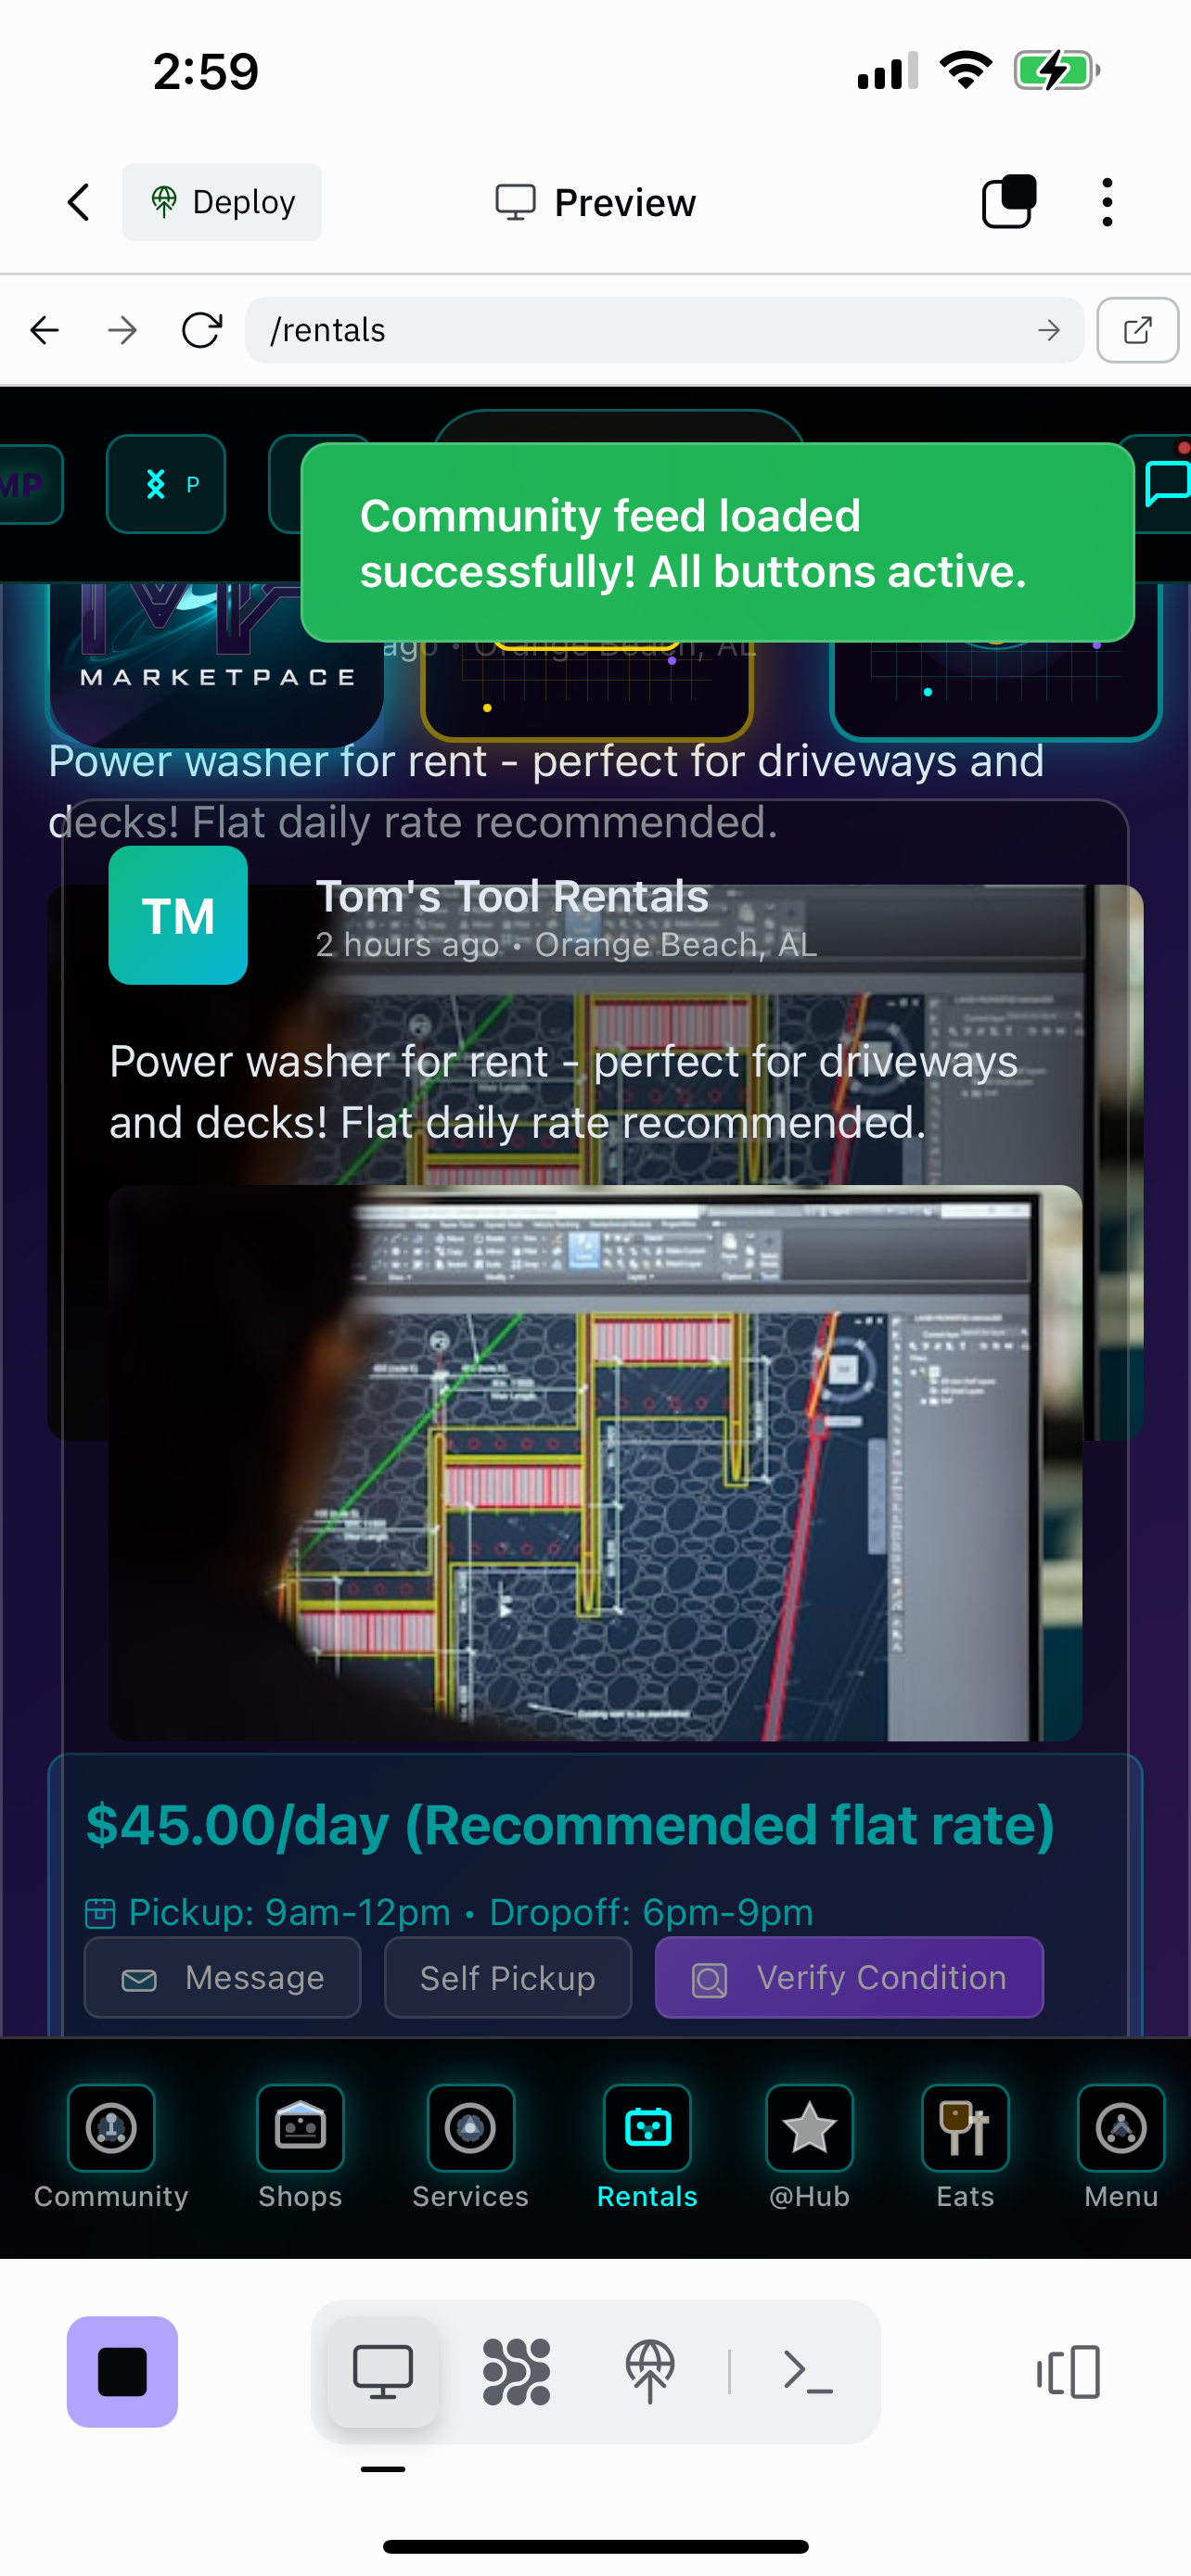 2:59
Deploy
Preview
/rentals
MP
P
Community feed loaded
successfully! All buttons active.
ago • Orange Beach, AL
MARKETPACE
Power washer for rent - perfect for driveways and
decks! Flat daily rate recommended.
TM
Tom's Tool Rentals
2 hours ago • Orange Beach, AL
Power washer for rent - perfect for driveways
and decks! Flat daily rate recommended.
$45.00/day (Recommended flat rate)
Pickup: 9am-12pm • Dropoff: 6pm-9pm
Message
Self Pickup
Verify Condition
Community
Shops
Services
Rentals
@Hub
Eats
Menu